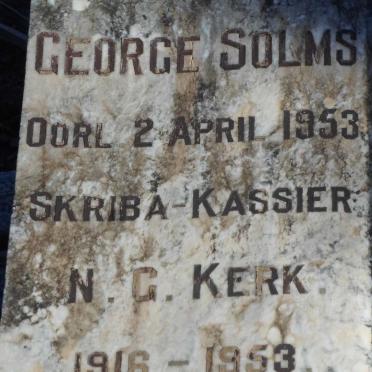 GEORGE SOLMS
OORL 2 APRIL 1953.
SKRIBA-KASSIER
N. G. KERK.
1916 - 1953.